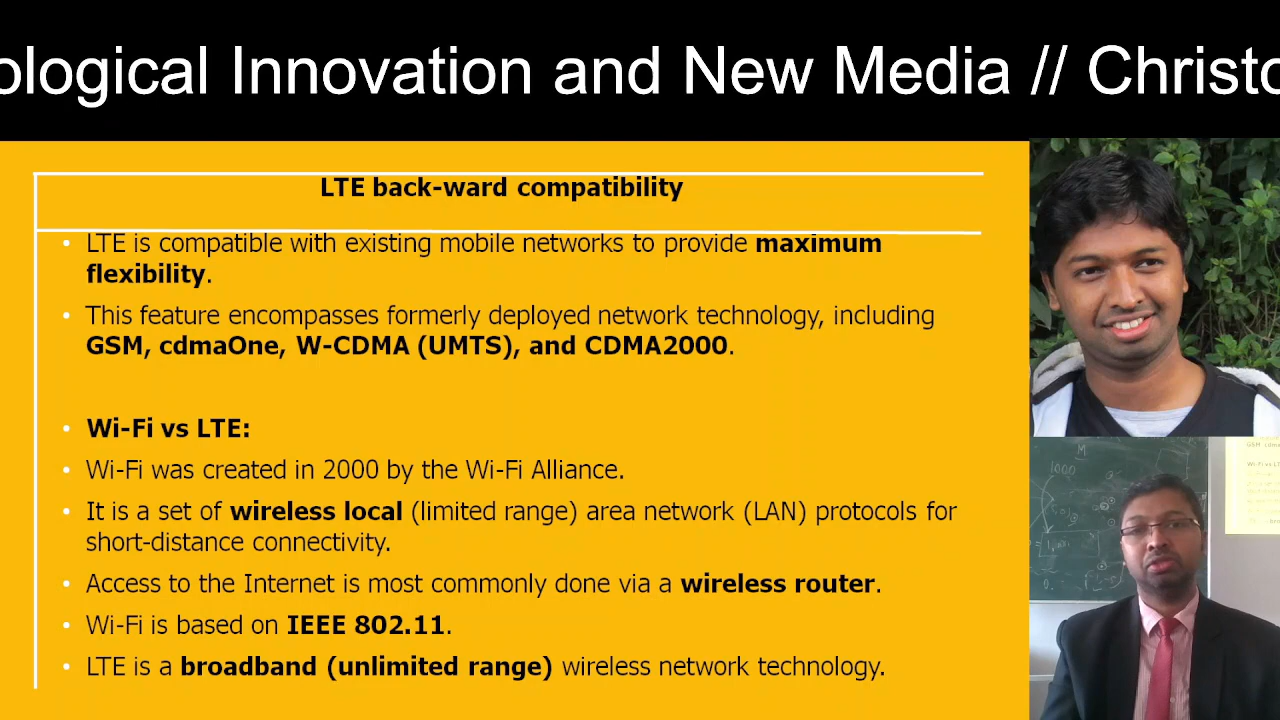 ological Innovation and New Media // Christo
LTE back-ward compatibility
• LTE is compatible with existing mobile networks to provide maximum
flexibility.
• This feature encompasses formerly deployed network technology, including
GSM, cdmaOne, W-CDMA (UMTS), and CDMA2000.
• Wi-Fi vs LTE:
• Wi-Fi was created in 2000 by the Wi-Fi Alliance.
• It is a set of wireless local (limited range) area network (LAN) protocols for
short-distance connectivity.
• Access to the Internet is most commonly done via a wireless router.
• Wi-Fi is based on IEEE 802.11.
• LTE is a broadband (unlimited range) wireless network technology.
M
1000